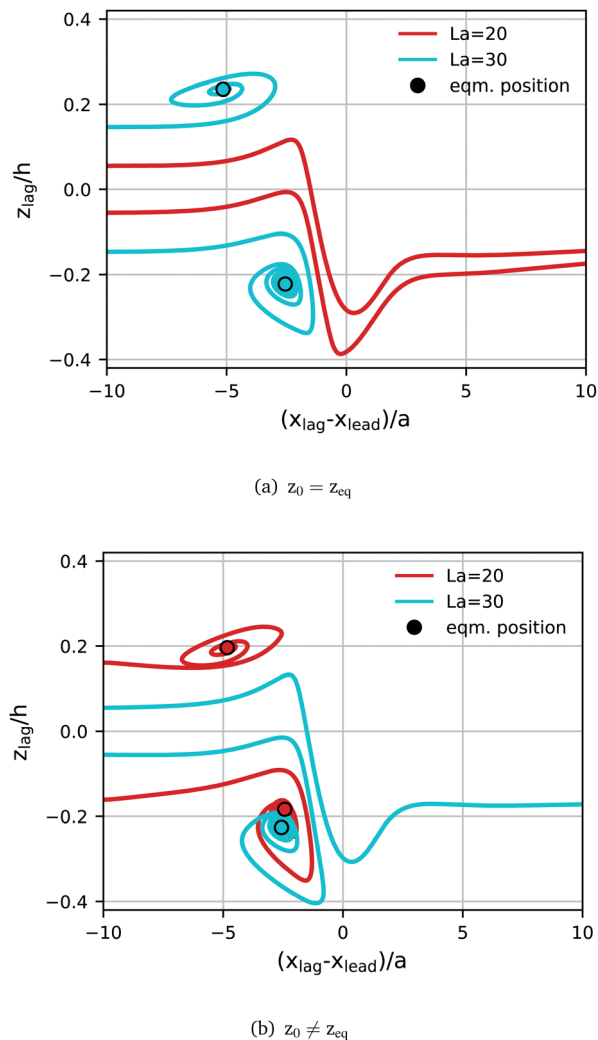 0.4
0.2
0.0
−0.2
−0.4
z_lag/h
La=20
La=30
eqm. position
−10 −5 0 5 10
(x_lag-x_lead)/a
(a) z_0 = z_eq
0.4
0.2
0.0
−0.2
−0.4
z_lag/h
La=20
La=30
eqm. position
−10 −5 0 5 10
(x_lag-x_lead)/a
(b) z_0 ≠ z_eq